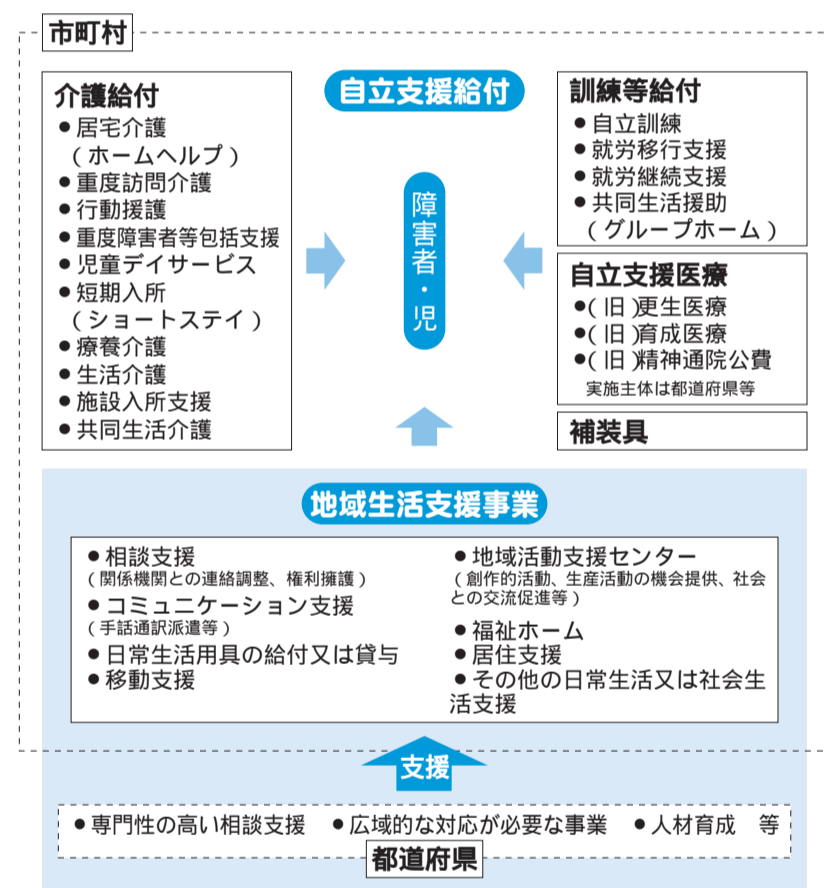 市町村
介護給付
●居宅介護
（ホームヘルプ）
●重度訪問介護
●行動援護
●重度障害者等包括支援
●児童デイサービス
●短期入所
（ショートステイ）
●療養介護
●生活介護
●施設入所支援
●共同生活介護
自立支援給付
障害者・児
訓練等給付
●自立訓練
●就労移行支援
●就労継続支援
●共同生活援助
（グループホーム）
自立支援医療
●(旧)更生医療
●(旧)育成医療
●(旧)精神通院公費
実施主体は都道府県等
補装具
地域生活支援事業
●相談支援
（関係機関との連絡調整、権利擁護）
●コミュニケーション支援
（手話通訳派遣等）
●日常生活用具の給付又は貸与
●移動支援
●地域活動支援センター
（創作的活動、生産活動の機会提供、社会
との交流促進等）
●福祉ホーム
●居住支援
●その他の日常生活又は社会生
活支援
支援
●専門性の高い相談支援 ●広域的な対応が必要な事業 ●人材育成 等
都道府県